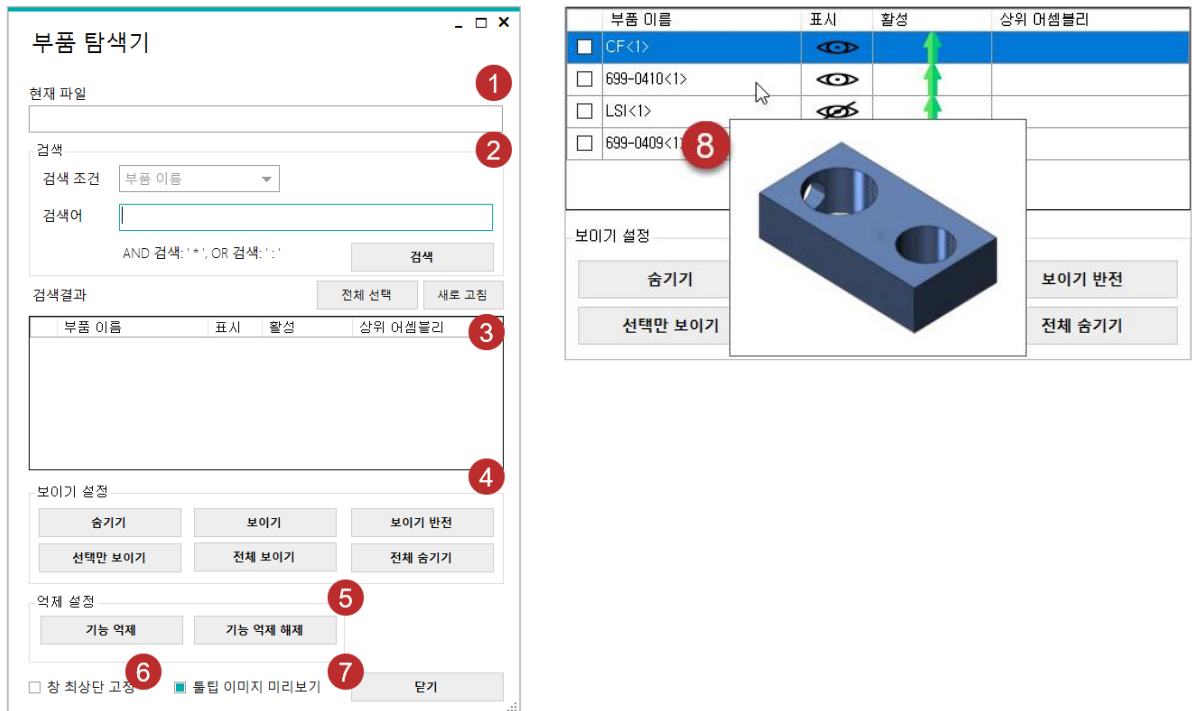 부품 탐색기
현재 파일
1
검색
2
검색 조건 부품 이름
검색어
AND 검색: ' * ', OR 검색: ' : '
검색
검색결과 전체 선택 새로 고침
부품 이름 표시 활성 상위 어셈블리
3
4
보이기 설정
숨기기 보이기 보이기 반전
선택만 보이기 전체 보이기 전체 숨기기
억제 설정
5
기능 억제 기능 억제 해제
6
7
창 최상단 고정 툴팁 이미지 미리보기 닫기
부품 이름 표시 활성 상위 어셈블리
CF<1>
699-0410<1>
LSI<1>
699-0409<1>
8
보이기 설정
숨기기 보이기 반전
선택만 보이기 전체 숨기기